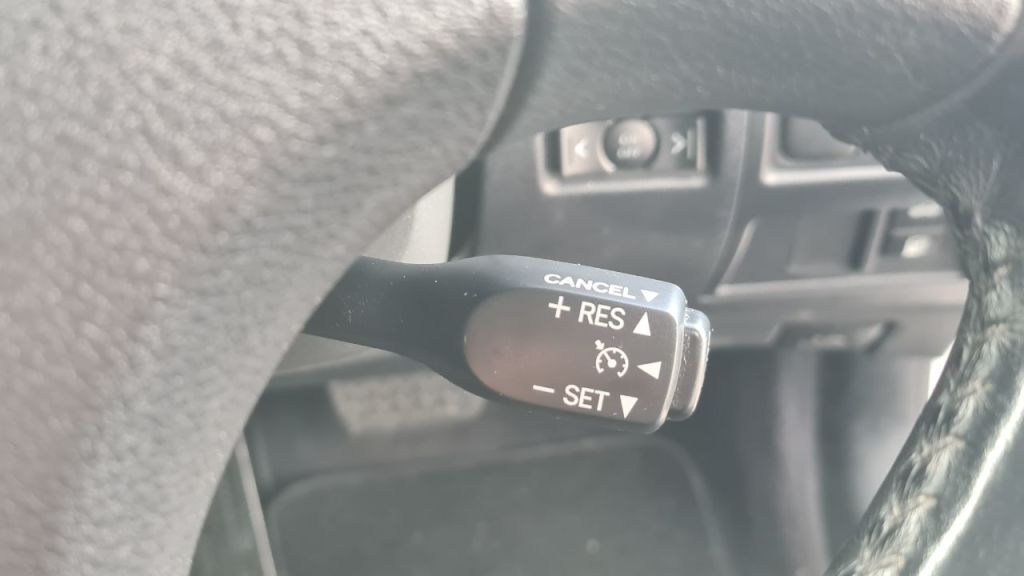 CANCEL ▼
+ RES ▲
◄
− SET ▼